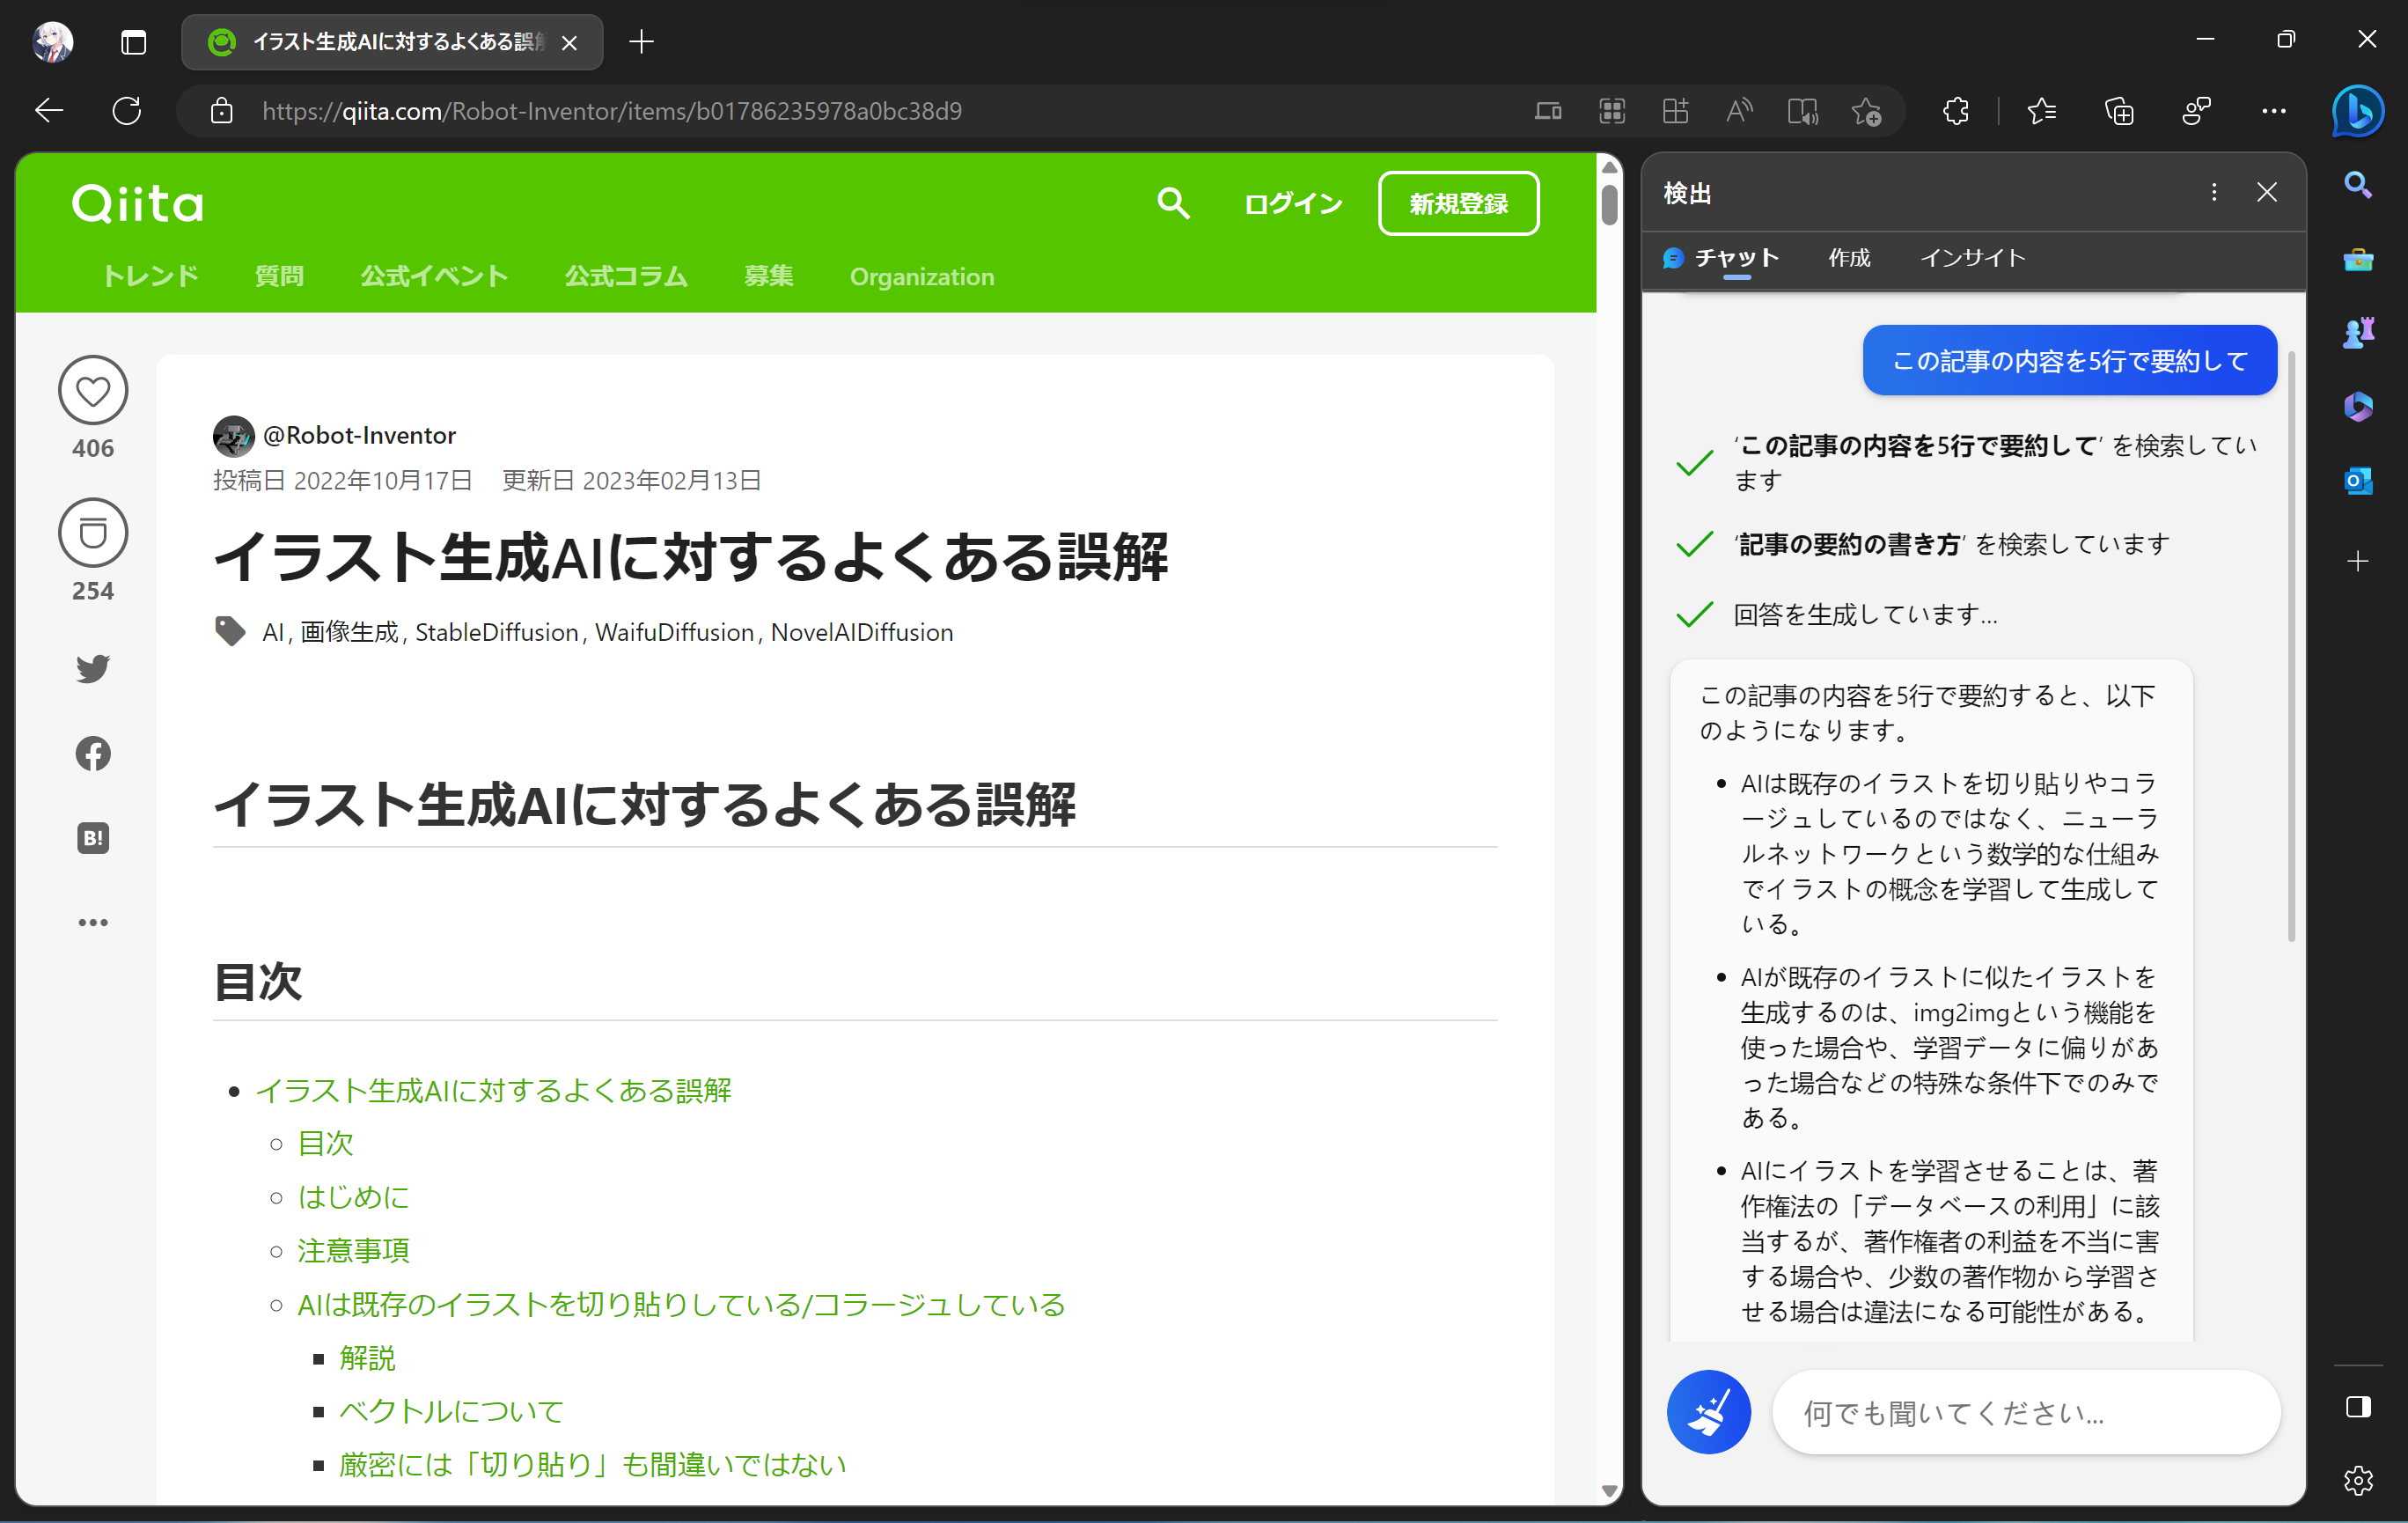 イラスト生成AIに対するよくある誤解
https://qiita.com/Robot-Inventor/items/b01786235978a0bc38d9
Qiita
ログイン
新規登録
トレンド 質問 公式イベント 公式コラム 募集 Organization
406
254
B!
@Robot-Inventor
投稿日 2022年10月17日 更新日 2023年02月13日
イラスト生成AIに対するよくある誤解
AI, 画像生成, StableDiffusion, WaifuDiffusion, NovelAIDiffusion
イラスト生成AIに対するよくある誤解
目次
イラスト生成AIに対するよくある誤解
目次
はじめに
注意事項
AIは既存のイラストを切り貼りしている/コラージュしている
解説
ベクトルについて
厳密には「切り貼り」も間違いではない
検出
チャット 作成 インサイト
この記事の内容を5行で要約して
'この記事の内容を5行で要約して' を検索してい
ます
'記事の要約の書き方' を検索しています
回答を生成しています...
この記事の内容を5行で要約すると、以下
のようになります。
AIは既存のイラストを切り貼りやコラ
ージュしているのではなく、ニューラ
ルネットワークという数学的な仕組み
でイラストの概念を学習して生成して
いる。
AIが既存のイラストに似たイラストを
生成するのは、img2imgという機能を
使った場合や、学習データに偏りがあ
った場合などの特殊な条件下でのみで
ある。
AIにイラストを学習させることは、著
作権法の「データベースの利用」に該
当するが、著作権者の利益を不当に害
する場合や、少数の著作物から学習さ
せる場合は違法になる可能性がある。
何でも聞いてください...